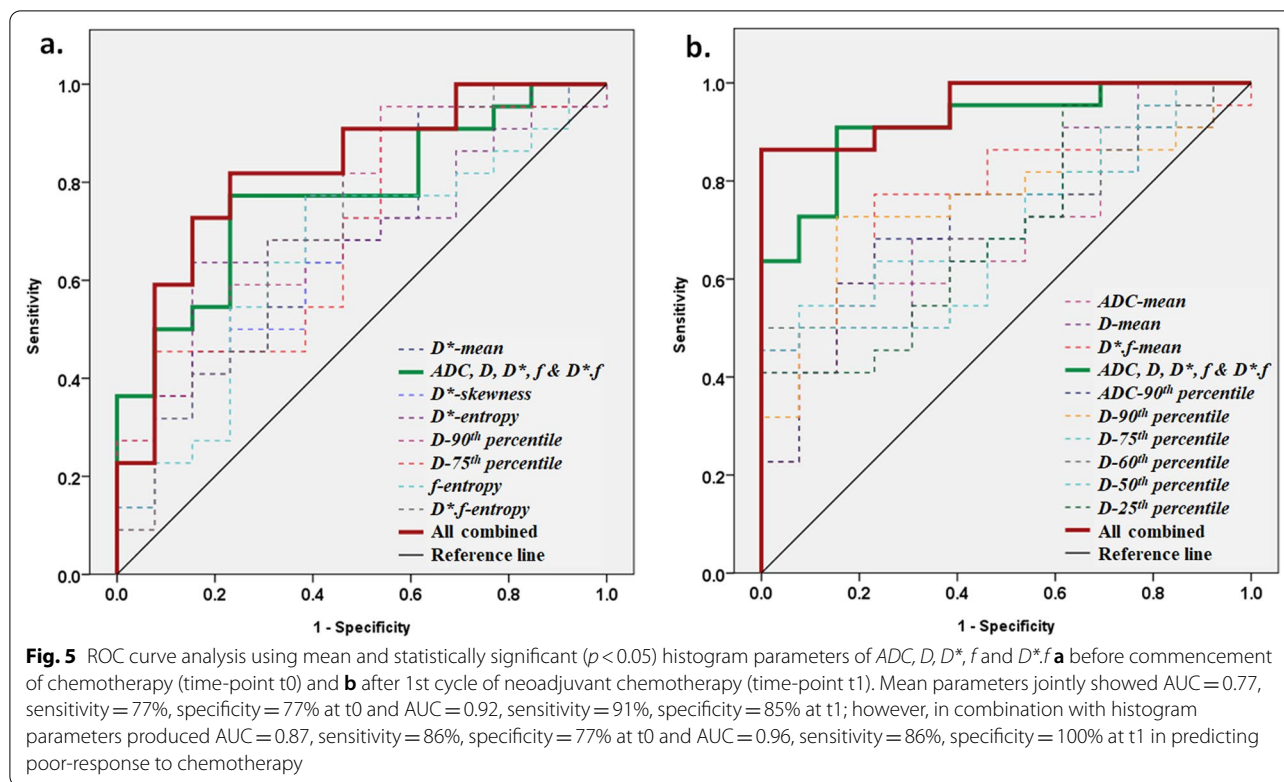 a.
1.0
0.8
0.6
0.4
0.2
0.0
Sensitivity
0.0 0.2 0.4 0.6 0.8 1.0
1 - Specificity
D*-mean
ADC, D, D*, f & D*.f
D*-skewness
D*-entropy
D-90th percentile
D-75th percentile
f-entropy
D*.f-entropy
All combined
Reference line
b.
1.0
0.8
0.6
0.4
0.2
0.0
Sensitivity
0.0 0.2 0.4 0.6 0.8 1.0
1 - Specificity
ADC-mean
D-mean
D*.f-mean
ADC, D, D*, f & D*.f
ADC-90th percentile
D-90th percentile
D-75th percentile
D-60th percentile
D-50th percentile
D-25th percentile
All combined
Reference line
Fig. 5 ROC curve analysis using mean and statistically significant (p < 0.05) histogram parameters of ADC, D, D*, f and D*.f a before commencement
of chemotherapy (time-point t0) and b after 1st cycle of neoadjuvant chemotherapy (time-point t1). Mean parameters jointly showed AUC = 0.77,
sensitivity = 77%, specificity = 77% at t0 and AUC = 0.92, sensitivity = 91%, specificity = 85% at t1; however, in combination with histogram
parameters produced AUC = 0.87, sensitivity = 86%, specificity = 77% at t0 and AUC = 0.96, sensitivity = 86%, specificity = 100% at t1 in predicting
poor-response to chemotherapy